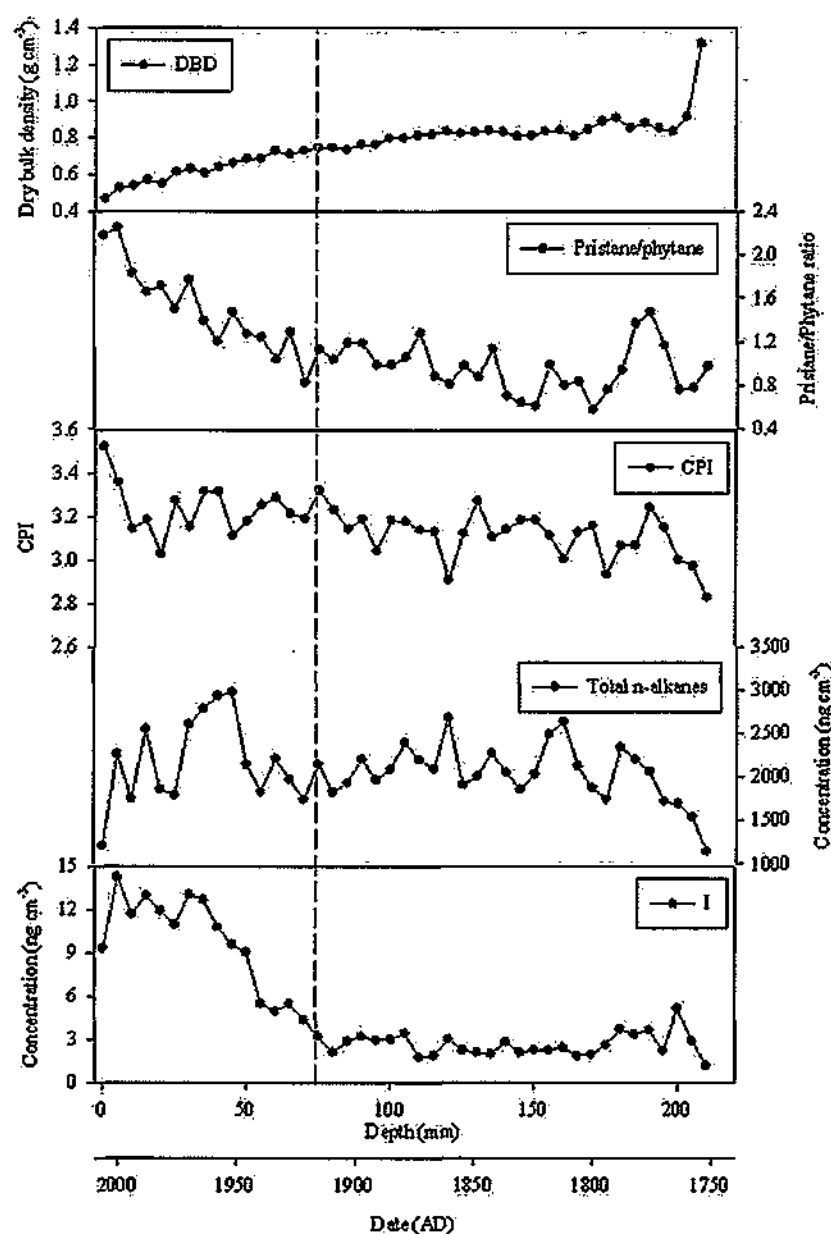 Dry bulk density (g cm-3)
1.4
1.2
1.0
0.8
0.6
0.4
DBD
Pristane/phytane
2.4
2.0
1.6
1.2
0.8
0.4
Pristane/Phytane ratio
3.6
3.4
3.2
3.0
2.8
2.6
CPI
CPI
Total n-alkanes
3500
3000
2500
2000
1500
1000
Concentration (ng cm-3)
15
12
9
6
3
0
Concentration (ng cm-3)
I
0 50 100 150 200
Depth (mm)
2000 1950 1900 1850 1800 1750
Date (AD)